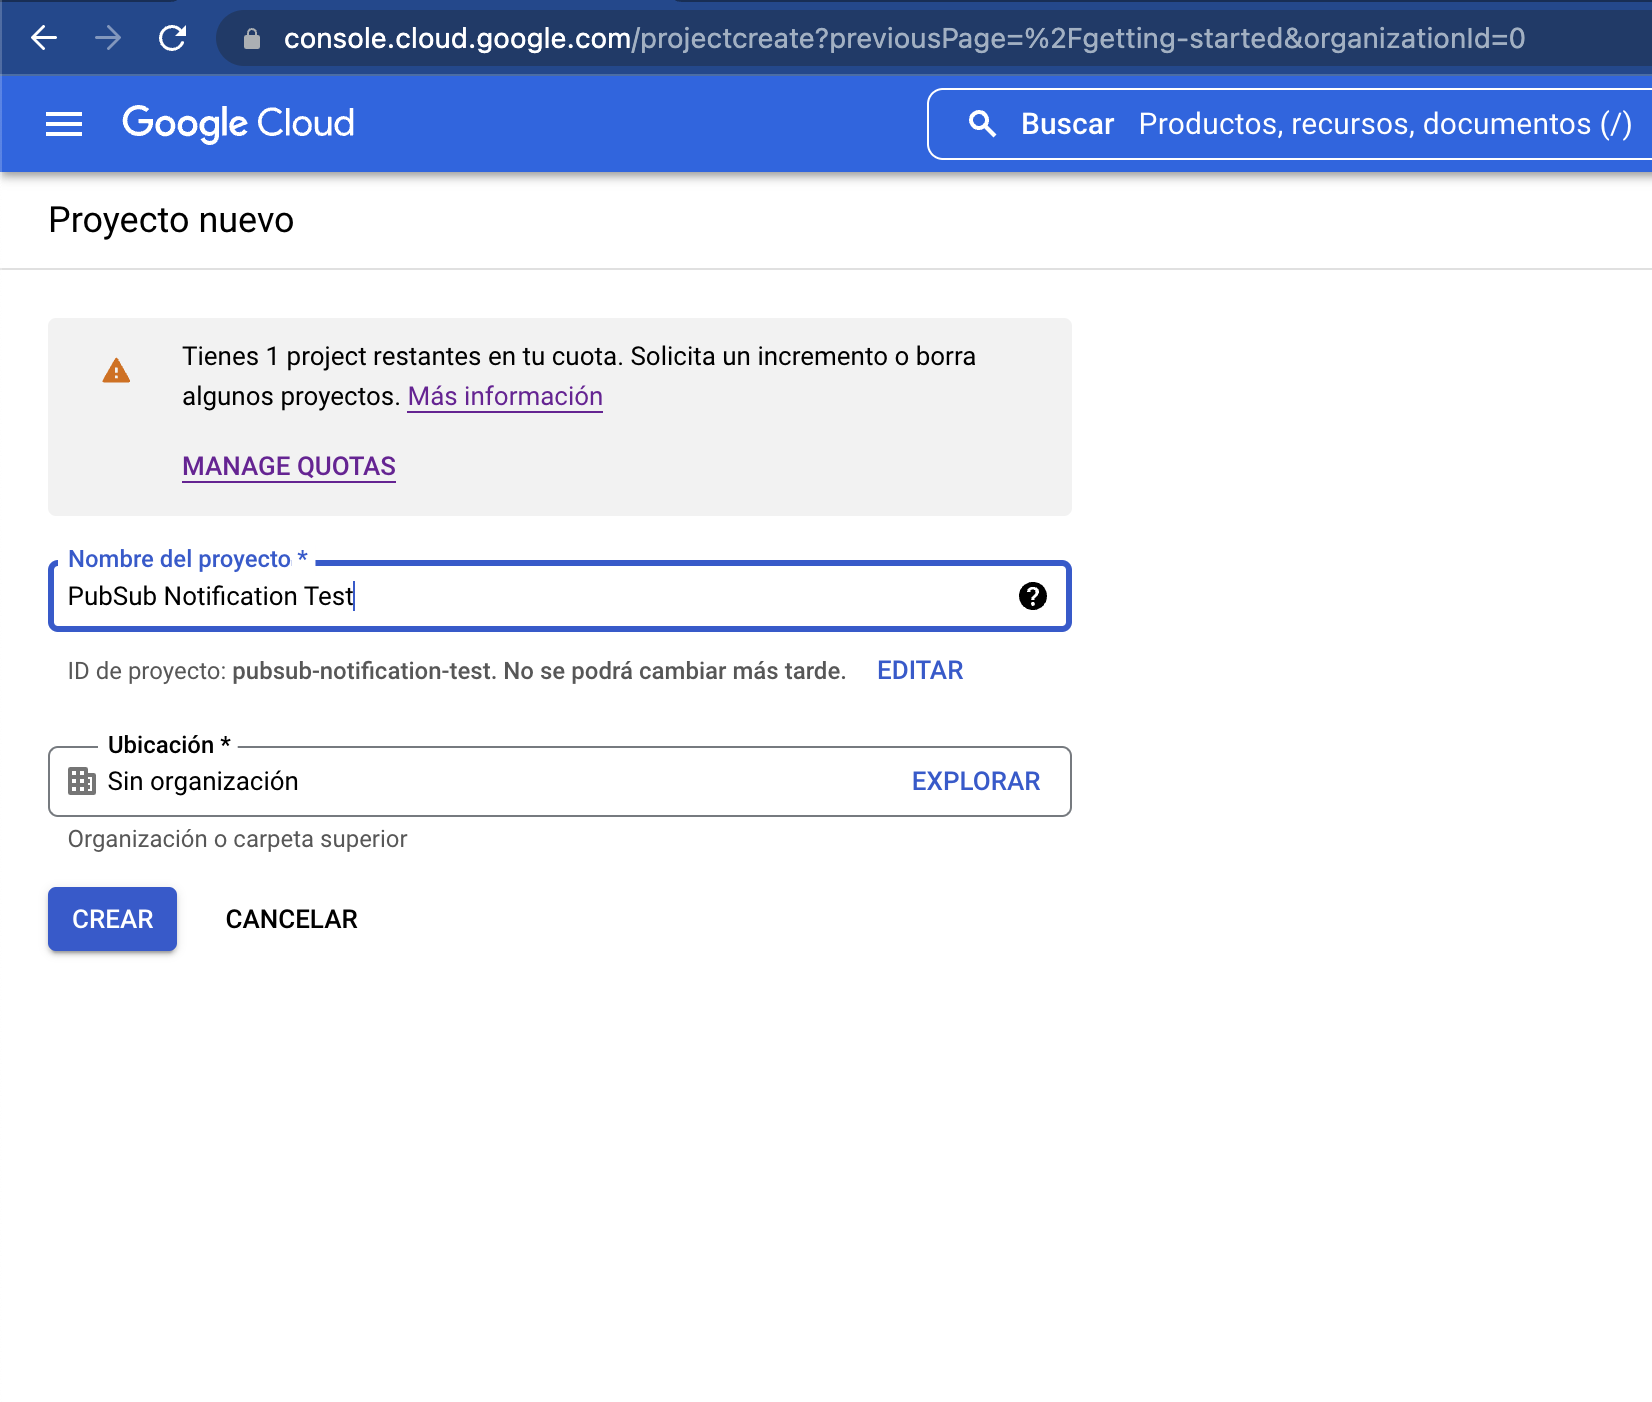 console.cloud.google.com/projectcreate?previousPage=%2Fgetting-started&organizationId=0
Google Cloud
Buscar Productos, recursos, documentos (/)
Proyecto nuevo
Tienes 1 project restantes en tu cuota. Solicita un incremento o borra
algunos proyectos. Más información
MANAGE QUOTAS
Nombre del proyecto *
PubSub Notification Test
ID de proyecto: pubsub-notification-test. No se podrá cambiar más tarde. EDITAR
Ubicación *
Sin organización EXPLORAR
Organización o carpeta superior
CREAR CANCELAR